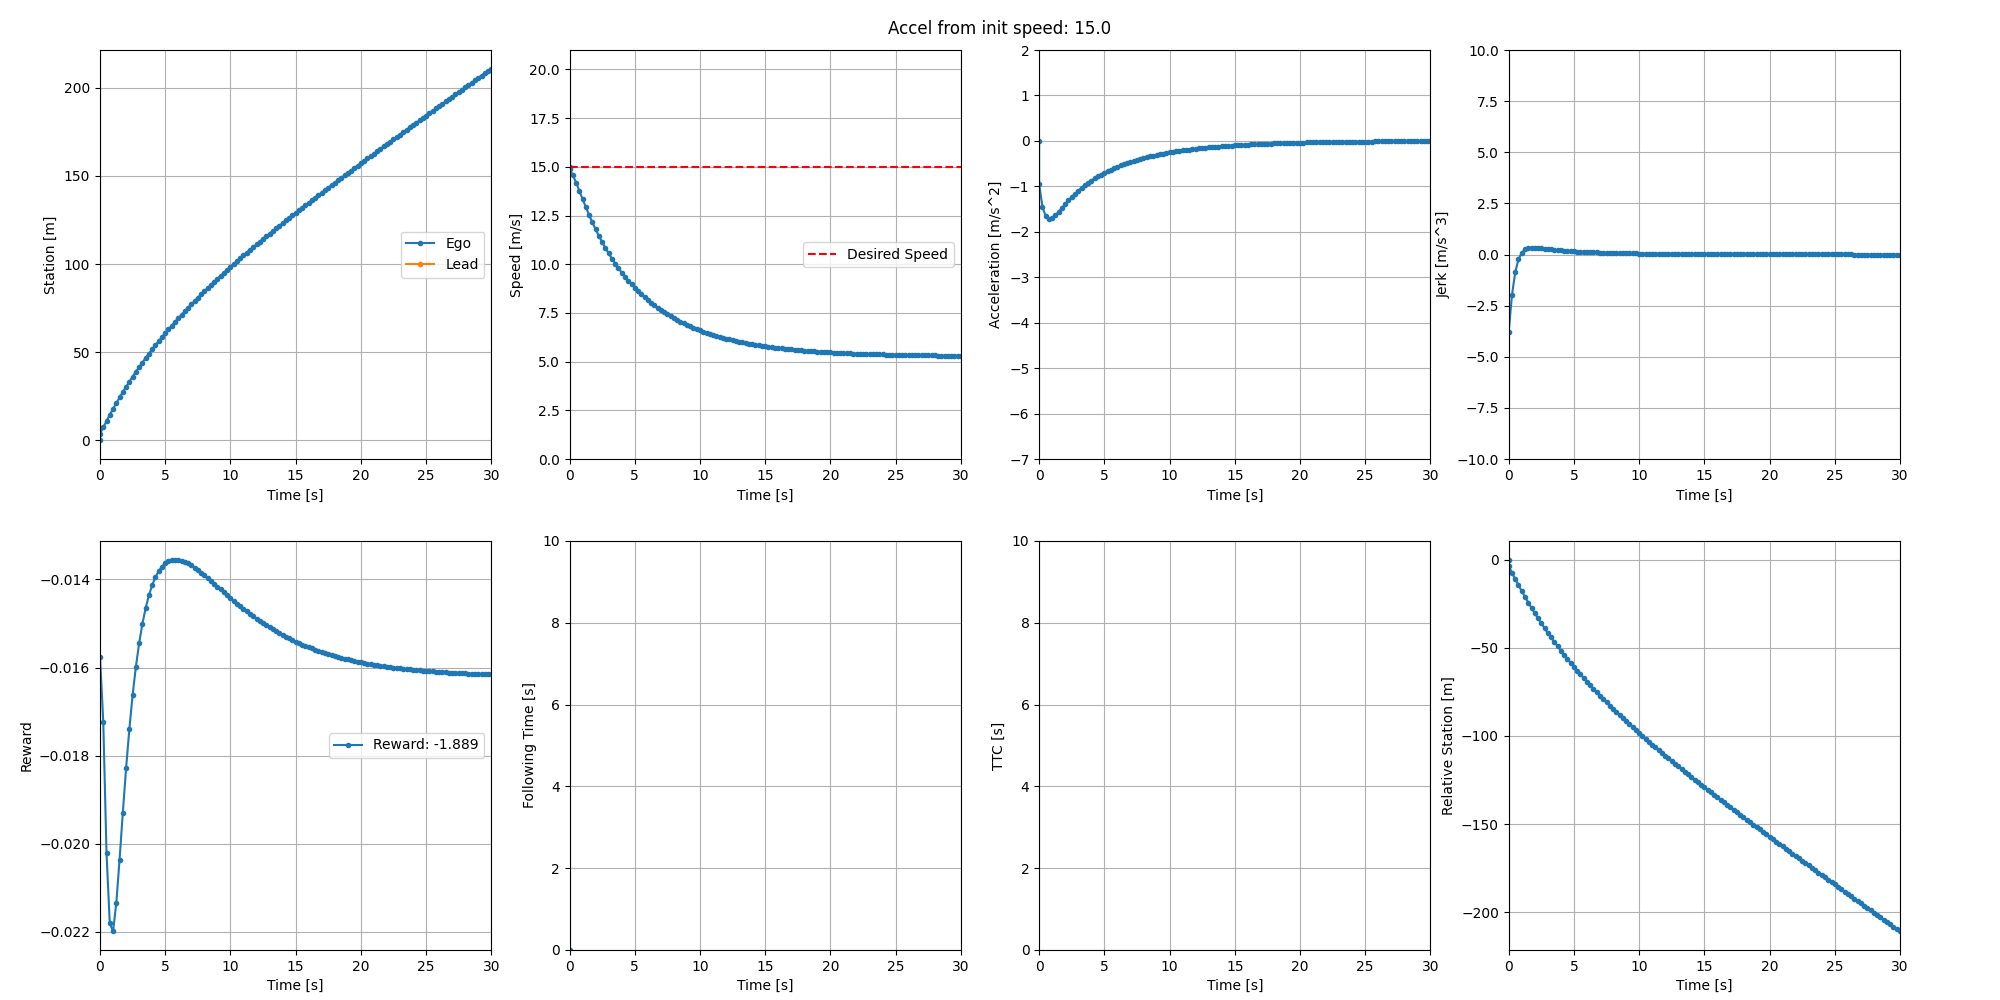 Accel from init speed: 15.0
200
150
100
50
0
Station [m]
Ego
Lead
0 5 10 15 20 25 30
Time [s]
20.0
17.5
15.0
12.5
10.0
7.5
5.0
2.5
0.0
Speed [m/s]
Desired Speed
0 5 10 15 20 25 30
Time [s]
2
1
0
−1
−2
−3
−4
−5
−6
−7
Acceleration [m/s^2]
0 5 10 15 20 25 30
Time [s]
10.0
7.5
5.0
2.5
0.0
−2.5
−5.0
−7.5
−10.0
Jerk [m/s^3]
0 5 10 15 20 25 30
Time [s]
−0.014
−0.016
−0.018
−0.020
−0.022
Reward
Reward: -1.889
0 5 10 15 20 25 30
Time [s]
10
8
6
4
2
0
Following Time [s]
0 5 10 15 20 25 30
Time [s]
10
8
6
4
2
0
TTC [s]
0 5 10 15 20 25 30
Time [s]
0
−50
−100
−150
−200
Relative Station [m]
0 5 10 15 20 25 30
Time [s]